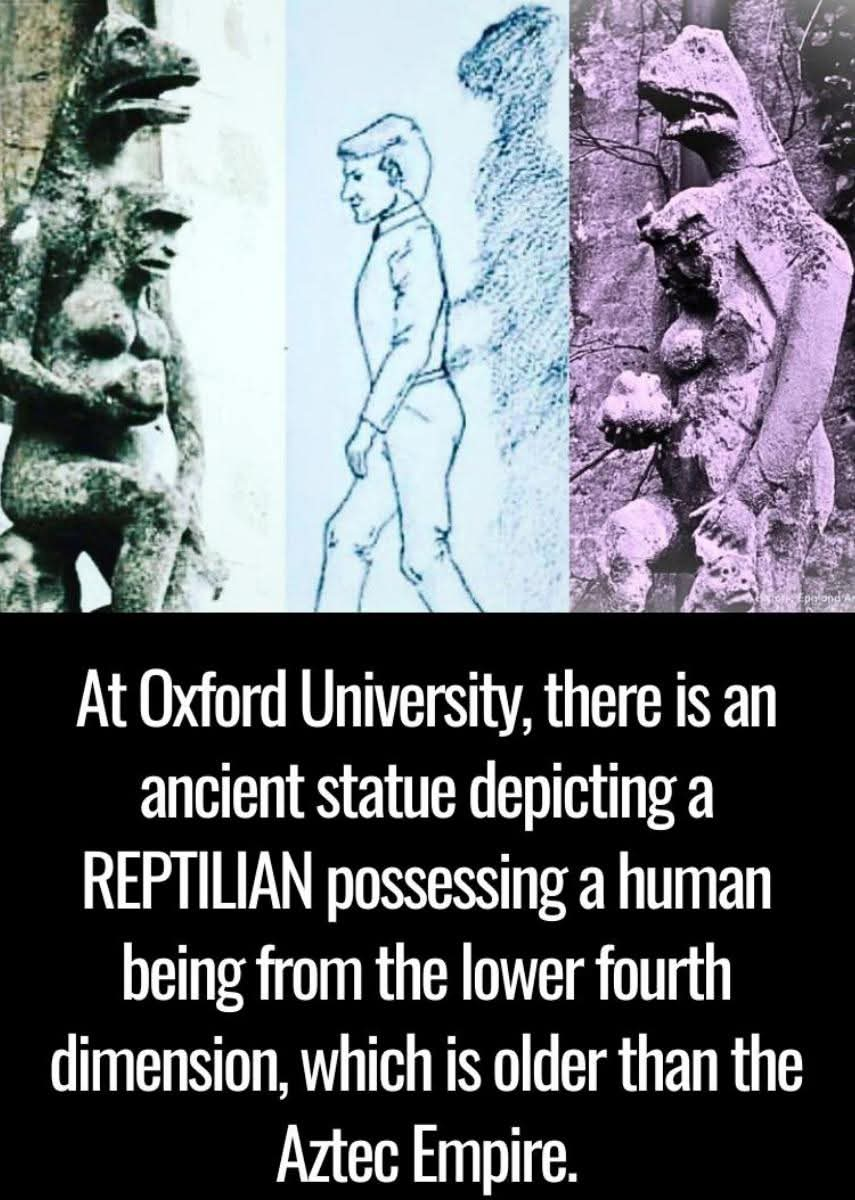 At Oxford University, there is an
ancient statue depicting a
REPTILIAN possessing a human
being from the lower fourth
dimension, which is older than the
Aztec Empire.